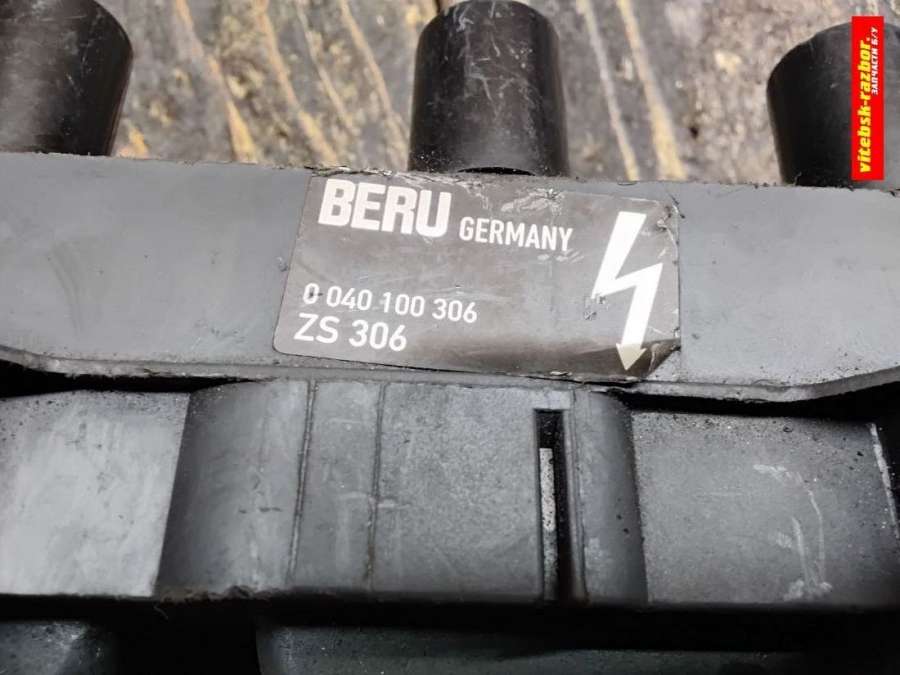 BERU GERMANY
0 040 100 306
ZS 306
vitebsk-razbor.
ЗАПЧАСТИ Б/У